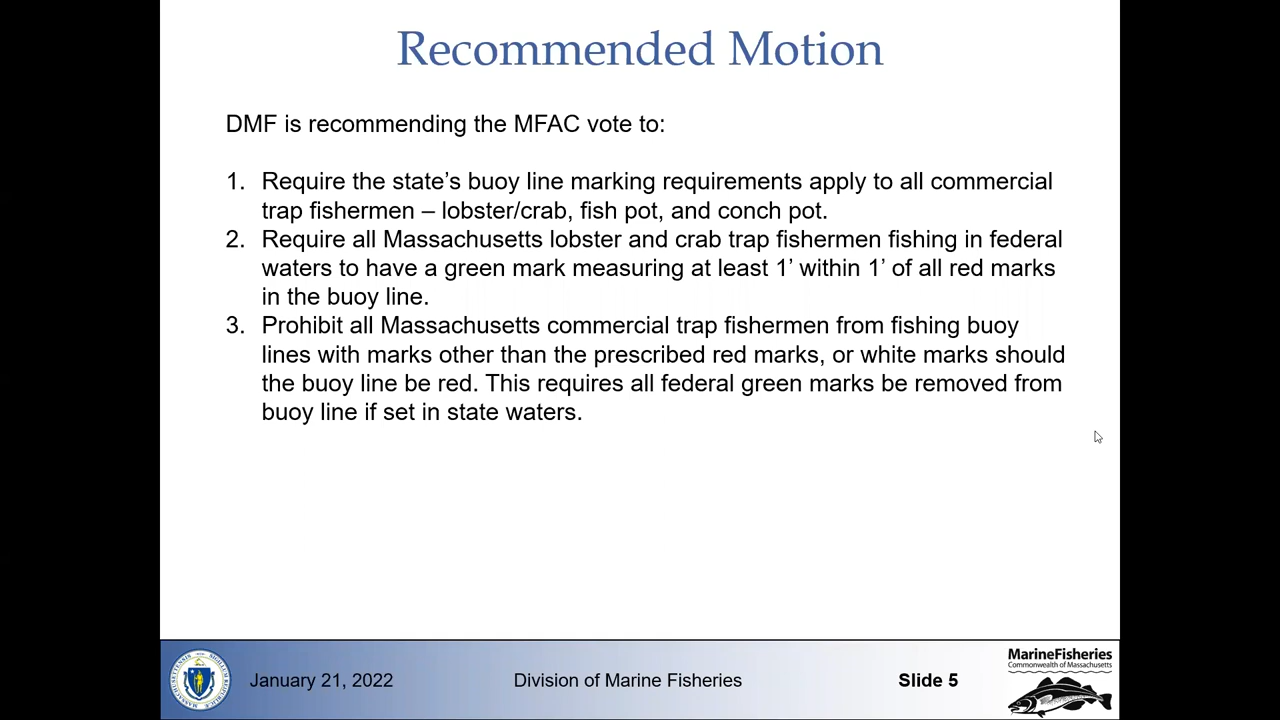 Recommended Motion
DMF is recommending the MFAC vote to:
1. Require the state’s buoy line marking requirements apply to all commercial
trap fishermen – lobster/crab, fish pot, and conch pot.
2. Require all Massachusetts lobster and crab trap fishermen fishing in federal
waters to have a green mark measuring at least 1’ within 1’ of all red marks
in the buoy line.
3. Prohibit all Massachusetts commercial trap fishermen from fishing buoy
lines with marks other than the prescribed red marks, or white marks should
the buoy line be red. This requires all federal green marks be removed from
buoy line if set in state waters.
January 21, 2022
Division of Marine Fisheries
Slide 5
MarineFisheries
Commonwealth of Massachusetts